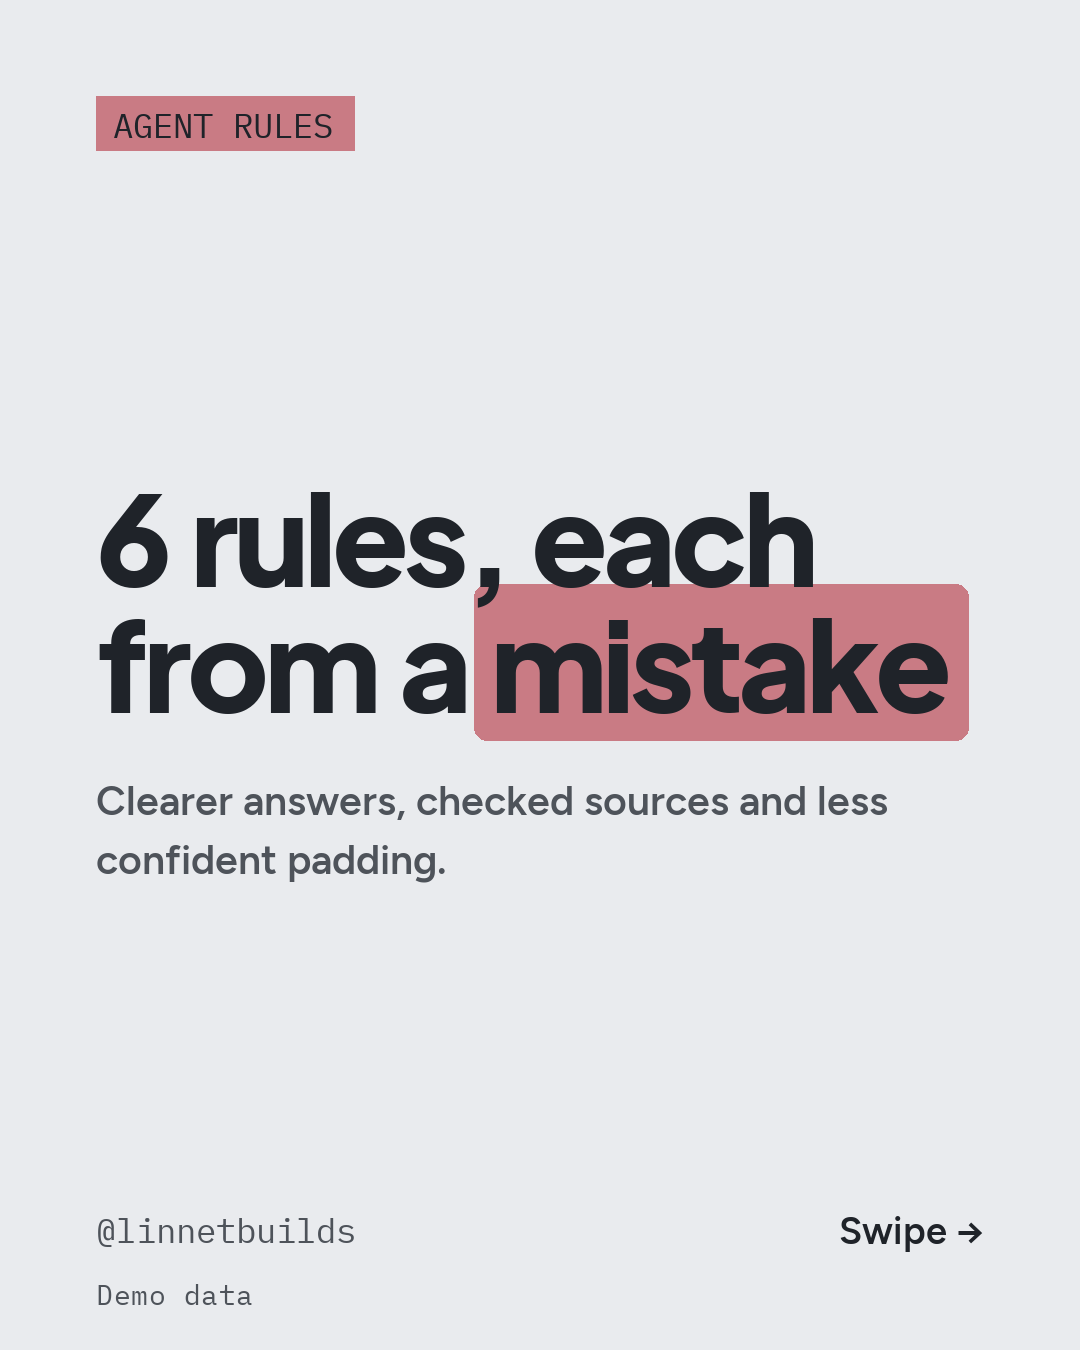 AGENT RULES
6 rules, each
from a mistake
Clearer answers, checked sources and less
confident padding.
@linnetbuilds
Swipe →
Demo data